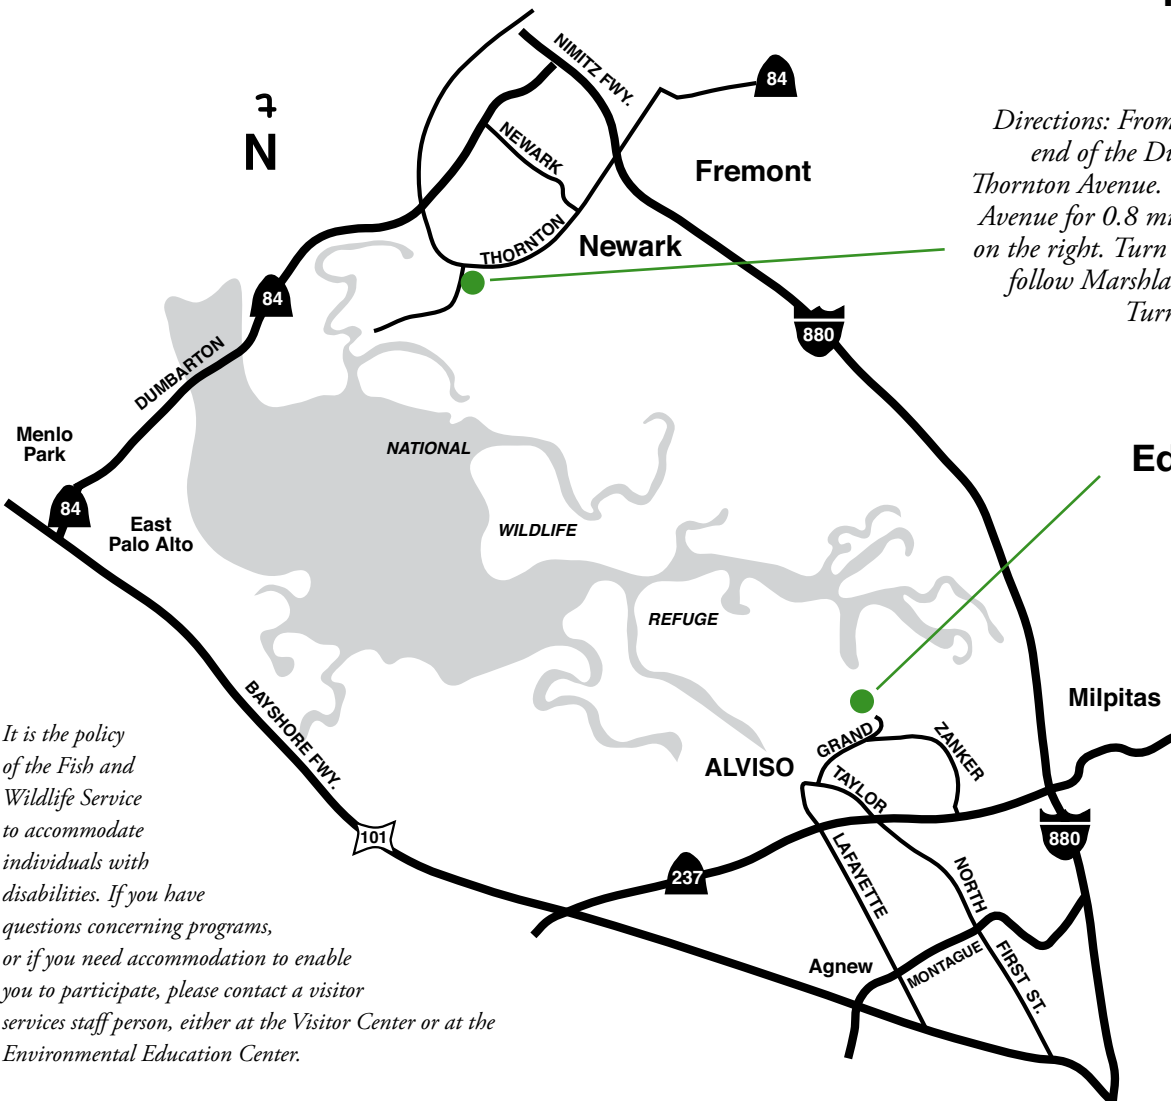 NIMITZ FWY.
84
N
NEWARK
Fremont
Directions: From
end of the
Thornton Avenue.
Avenue for 0.8
on the right. Turn
follow
THORNTON
Newark
84
880
DUMBARTON
Menlo
Park
NATIONAL
84
East
Palo Alto
WILDLIFE
REFUGE
Milpitas
BAYSHORE FWY.
GRAND
ZANKER
ALVISO
TAYLOR
101
880
237
LAFAYETTE
NORTH
FIRST ST.
Agnew
MONTAGUE
It is the policy
of the Fish and
Wildlife Service
to accommodate
individuals with
disabilities. If you have
questions concerning programs,
or if you need accommodation to enable
you to participate, please contact a visitor
services staff person, either at the Visitor Center or at the
Environmental Education Center.